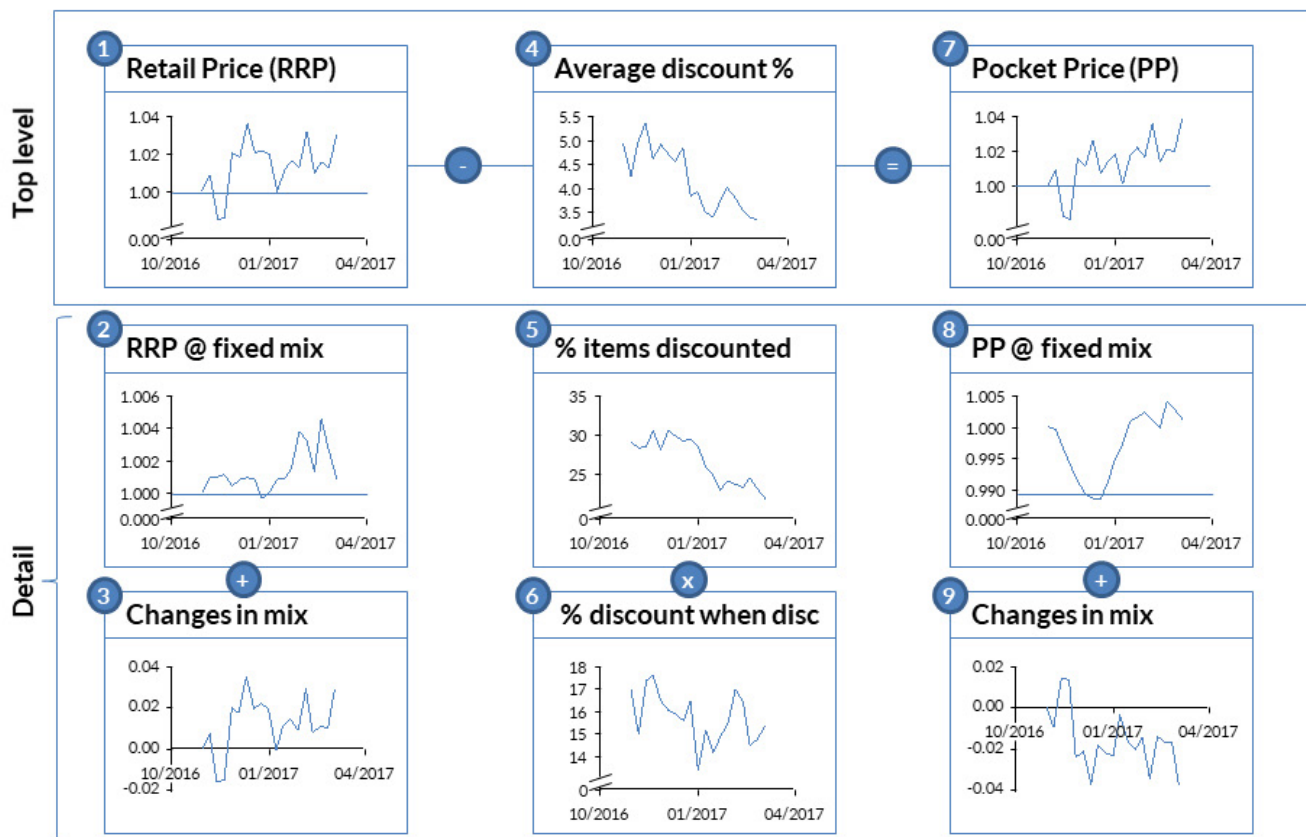 Top level
1
Retail Price (RRP)
1.04
1.02
1.00
0.00
10/2016 01/2017 04/2017
-
4
Average discount %
5.5
5.0
4.5
4.0
3.5
0.0
10/2016 01/2017 04/2017
=
7
Pocket Price (PP)
1.04
1.02
1.00
0.00
10/2016 01/2017 04/2017
Detail
2
RRP @ fixed mix
1.006
1.004
1.002
1.000
0.000
10/2016 01/2017 04/2017
+
3
Changes in mix
0.04
0.02
0.00
10/2016 01/2017 04/2017
-0.02
5
% items discounted
35
30
25
0
10/2016 01/2017 04/2017
x
6
% discount when disc
18
17
16
15
14
0
10/2016 01/2017 04/2017
8
PP @ fixed mix
1.005
1.000
0.995
0.990
0.000
10/2016 01/2017 04/2017
+
9
Changes in mix
0.02
0.00
10/2016 01/2017 04/2017
-0.02
-0.04